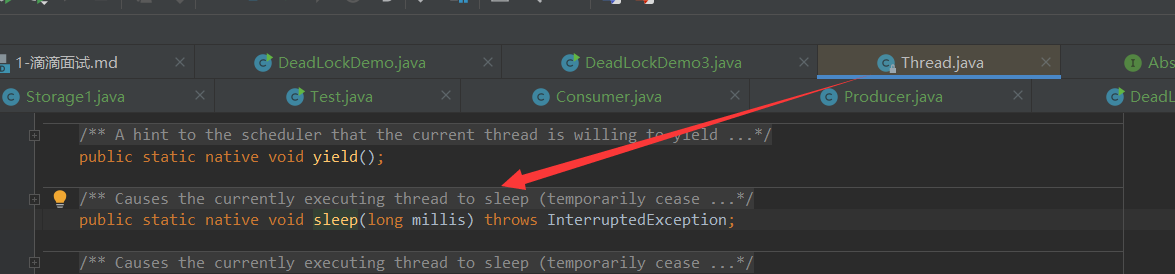 1-滴滴面试.md
DeadLockDemo.java
DeadLockDemo3.java
Thread.java
Abs
Storage1.java
Test.java
Consumer.java
Producer.java
DeadL
/** A hint to the scheduler that the current thread is willing to yield ...*/
public static native void yield();
/** Causes the currently executing thread to sleep (temporarily cease ...*/
public static native void sleep(long millis) throws InterruptedException;
/** Causes the currently executing thread to sleep (temporarily cease ...*/